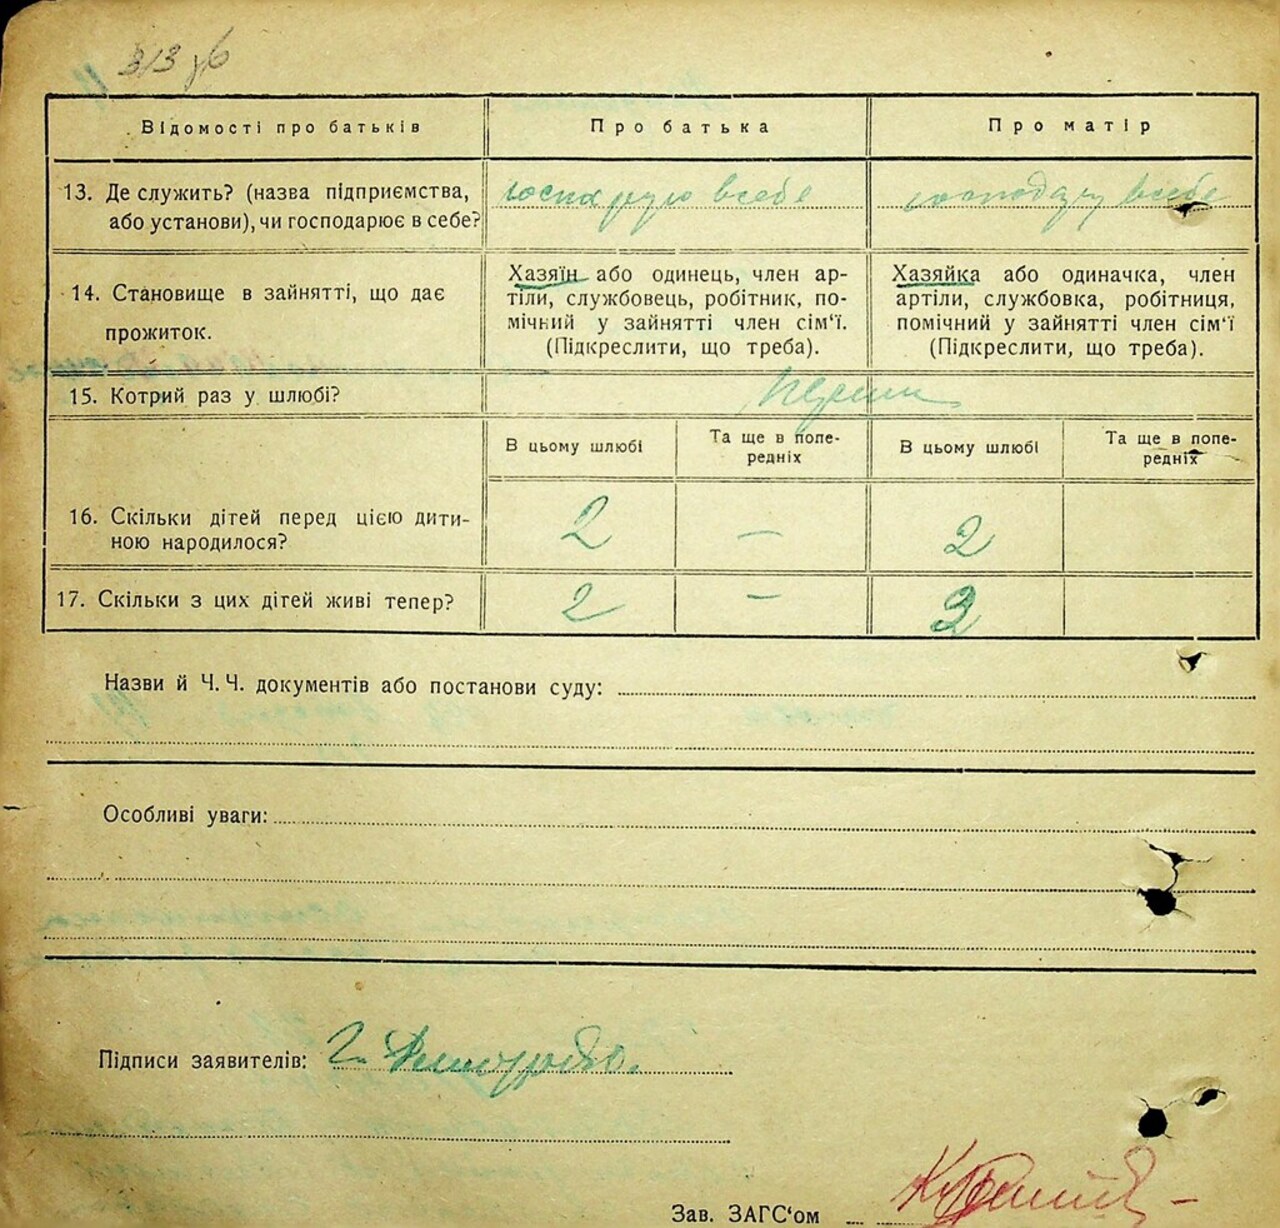 313 зб
Відомості про батьків
Про батька
Про матір
13. Де служить? (назва підприємства,
або установи), чи господарює в себе?
господарую в себе
господарує в себе
14. Становище в зайнятті, що дає
прожиток.
Хазяїн або одинець, член ар-
тіли, службовець, робітник, по-
мічний у зайнятті член сім‘ї.
(Підкреслити, що треба).
Хазяйка або одиначка, член
артіли, службовка, робітниця,
помічний у зайнятті член сім‘ї
(Підкреслити, що треба).
15. Котрий раз у шлюбі?
В цьому шлюбі
Та ще в попе-
редніх
В цьому шлюбі
Та ще в попе-
редніх
16. Скільки дітей перед цією дити-
ною народилося?
2 — 2
17. Скільки з цих дітей живі тепер?
2 — 2
Назви й Ч. Ч. документів або постанови суду:
Особливі уваги:
Підписи заявителів:
Зав. ЗАГС‘ом